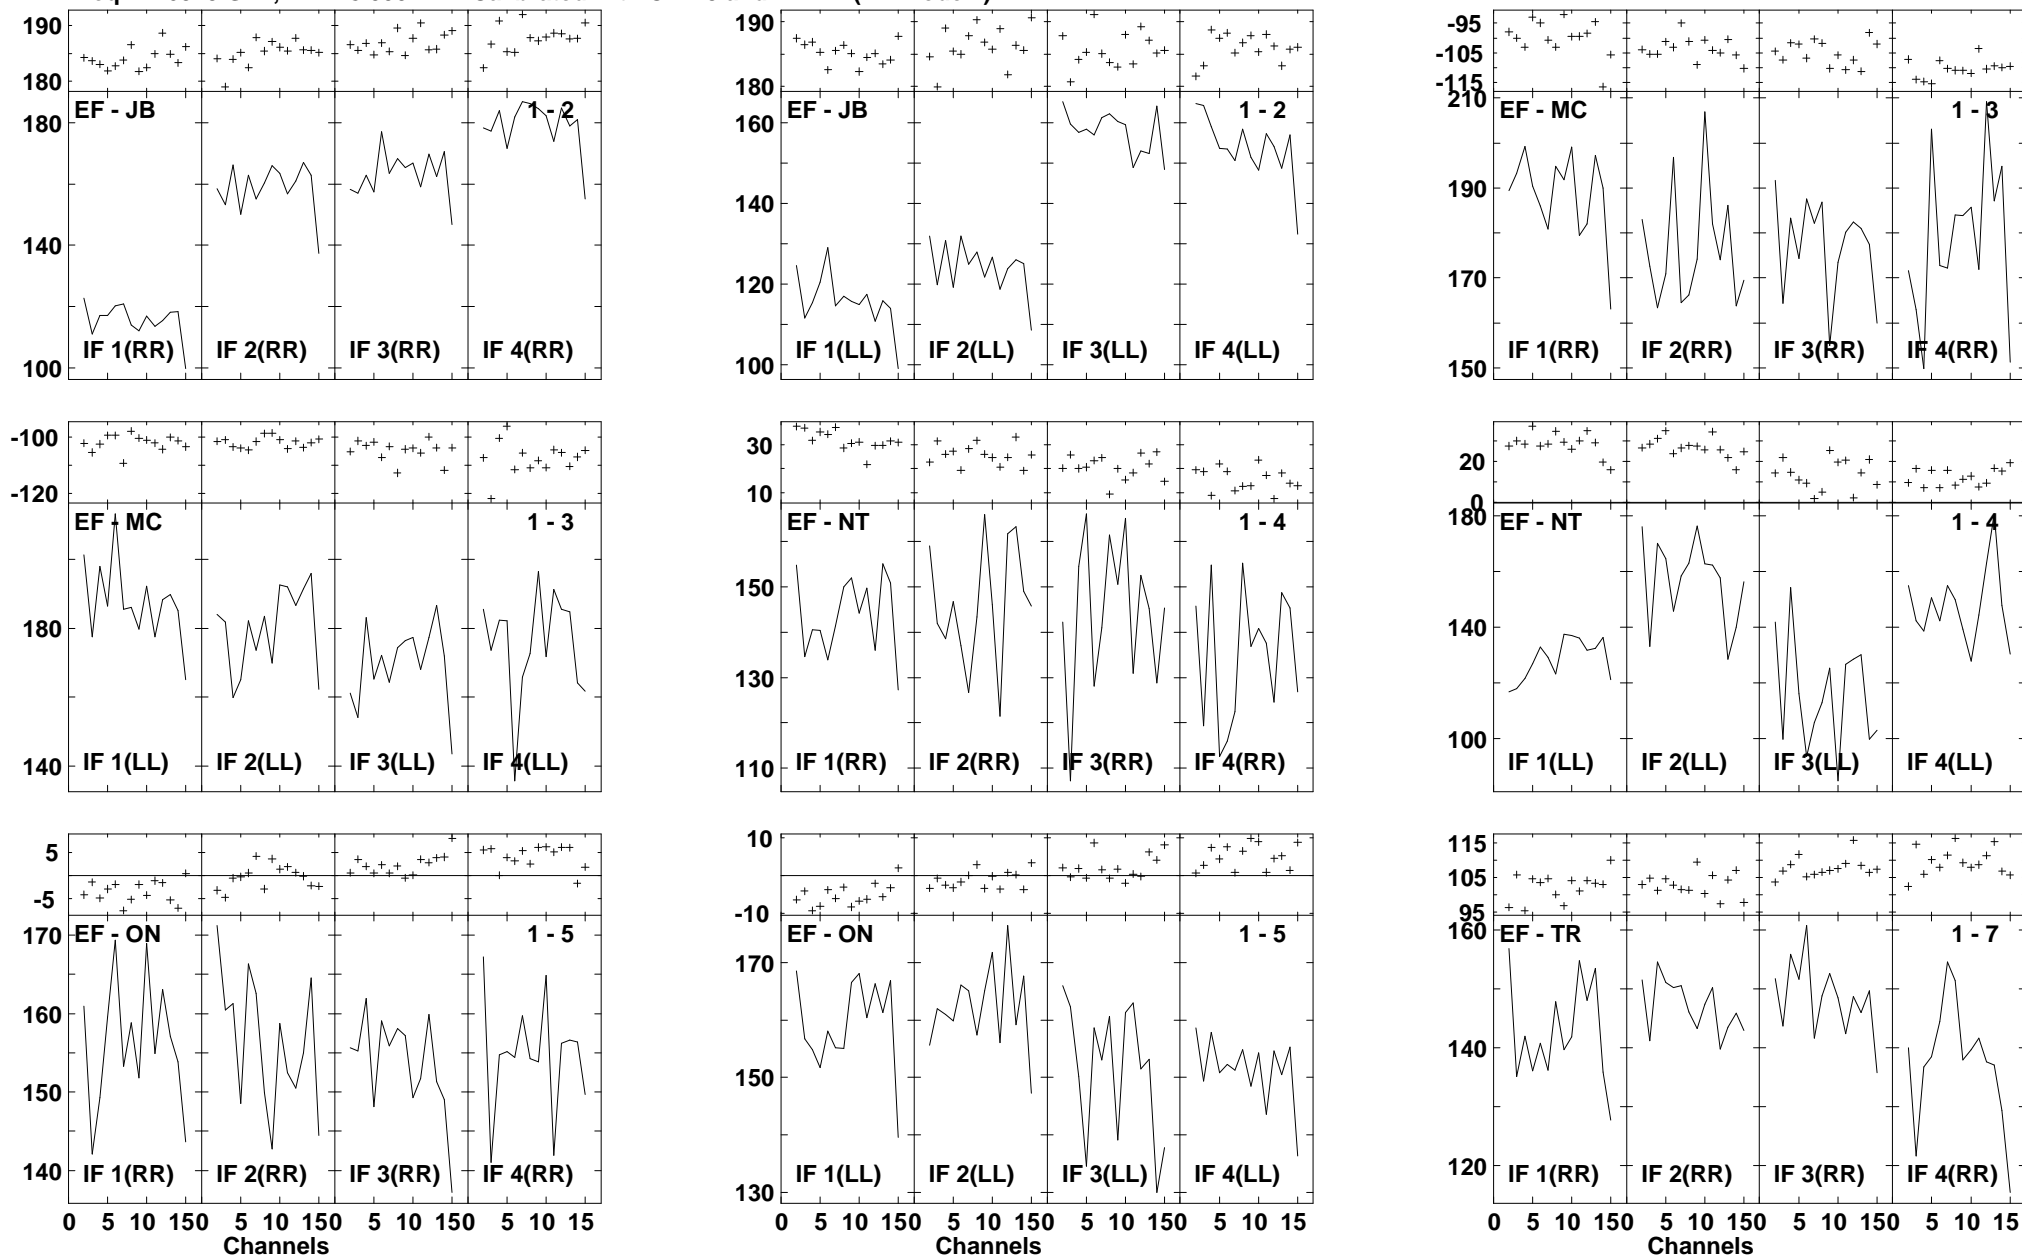 190
180
EF - JB
1 - 2
180
140
100
IF 1(RR)
IF 2(RR)
IF 3(RR)
IF 4(RR)
190
180
EF - JB
1 - 2
160
140
120
100
IF 1(LL)
IF 2(LL)
IF 3(LL)
IF 4(LL)
-95
-105
-115
210
EF - MC
1 - 3
190
170
150
IF 1(RR)
IF 2(RR)
IF 3(RR)
IF 4(RR)
-100
-120
EF - MC
1 - 3
180
140
IF 1(LL)
IF 2(LL)
IF 3(LL)
IF 4(LL)
30
10
EF - NT
1 - 4
150
130
110
IF 1(RR)
IF 2(RR)
IF 3(RR)
IF 4(RR)
20
0
180
EF - NT
1 - 4
140
100
IF 1(LL)
IF 2(LL)
IF 3(LL)
IF 4(LL)
5
-5
170
EF - ON
1 - 5
160
150
140
IF 1(RR)
IF 2(RR)
IF 3(RR)
IF 4(RR)
0 5 10 150 5 10 150 5 10 150 5 10 15
Channels
10
-10
EF - ON
1 - 5
170
150
130
IF 1(LL)
IF 2(LL)
IF 3(LL)
IF 4(LL)
0 5 10 150 5 10 150 5 10 150 5 10 15
Channels
115
105
95
160
EF - TR
1 - 7
140
120
IF 1(RR)
IF 2(RR)
IF 3(RR)
IF 4(RR)
0 5 10 150 5 10 150 5 10 150 5 10 15
Channels